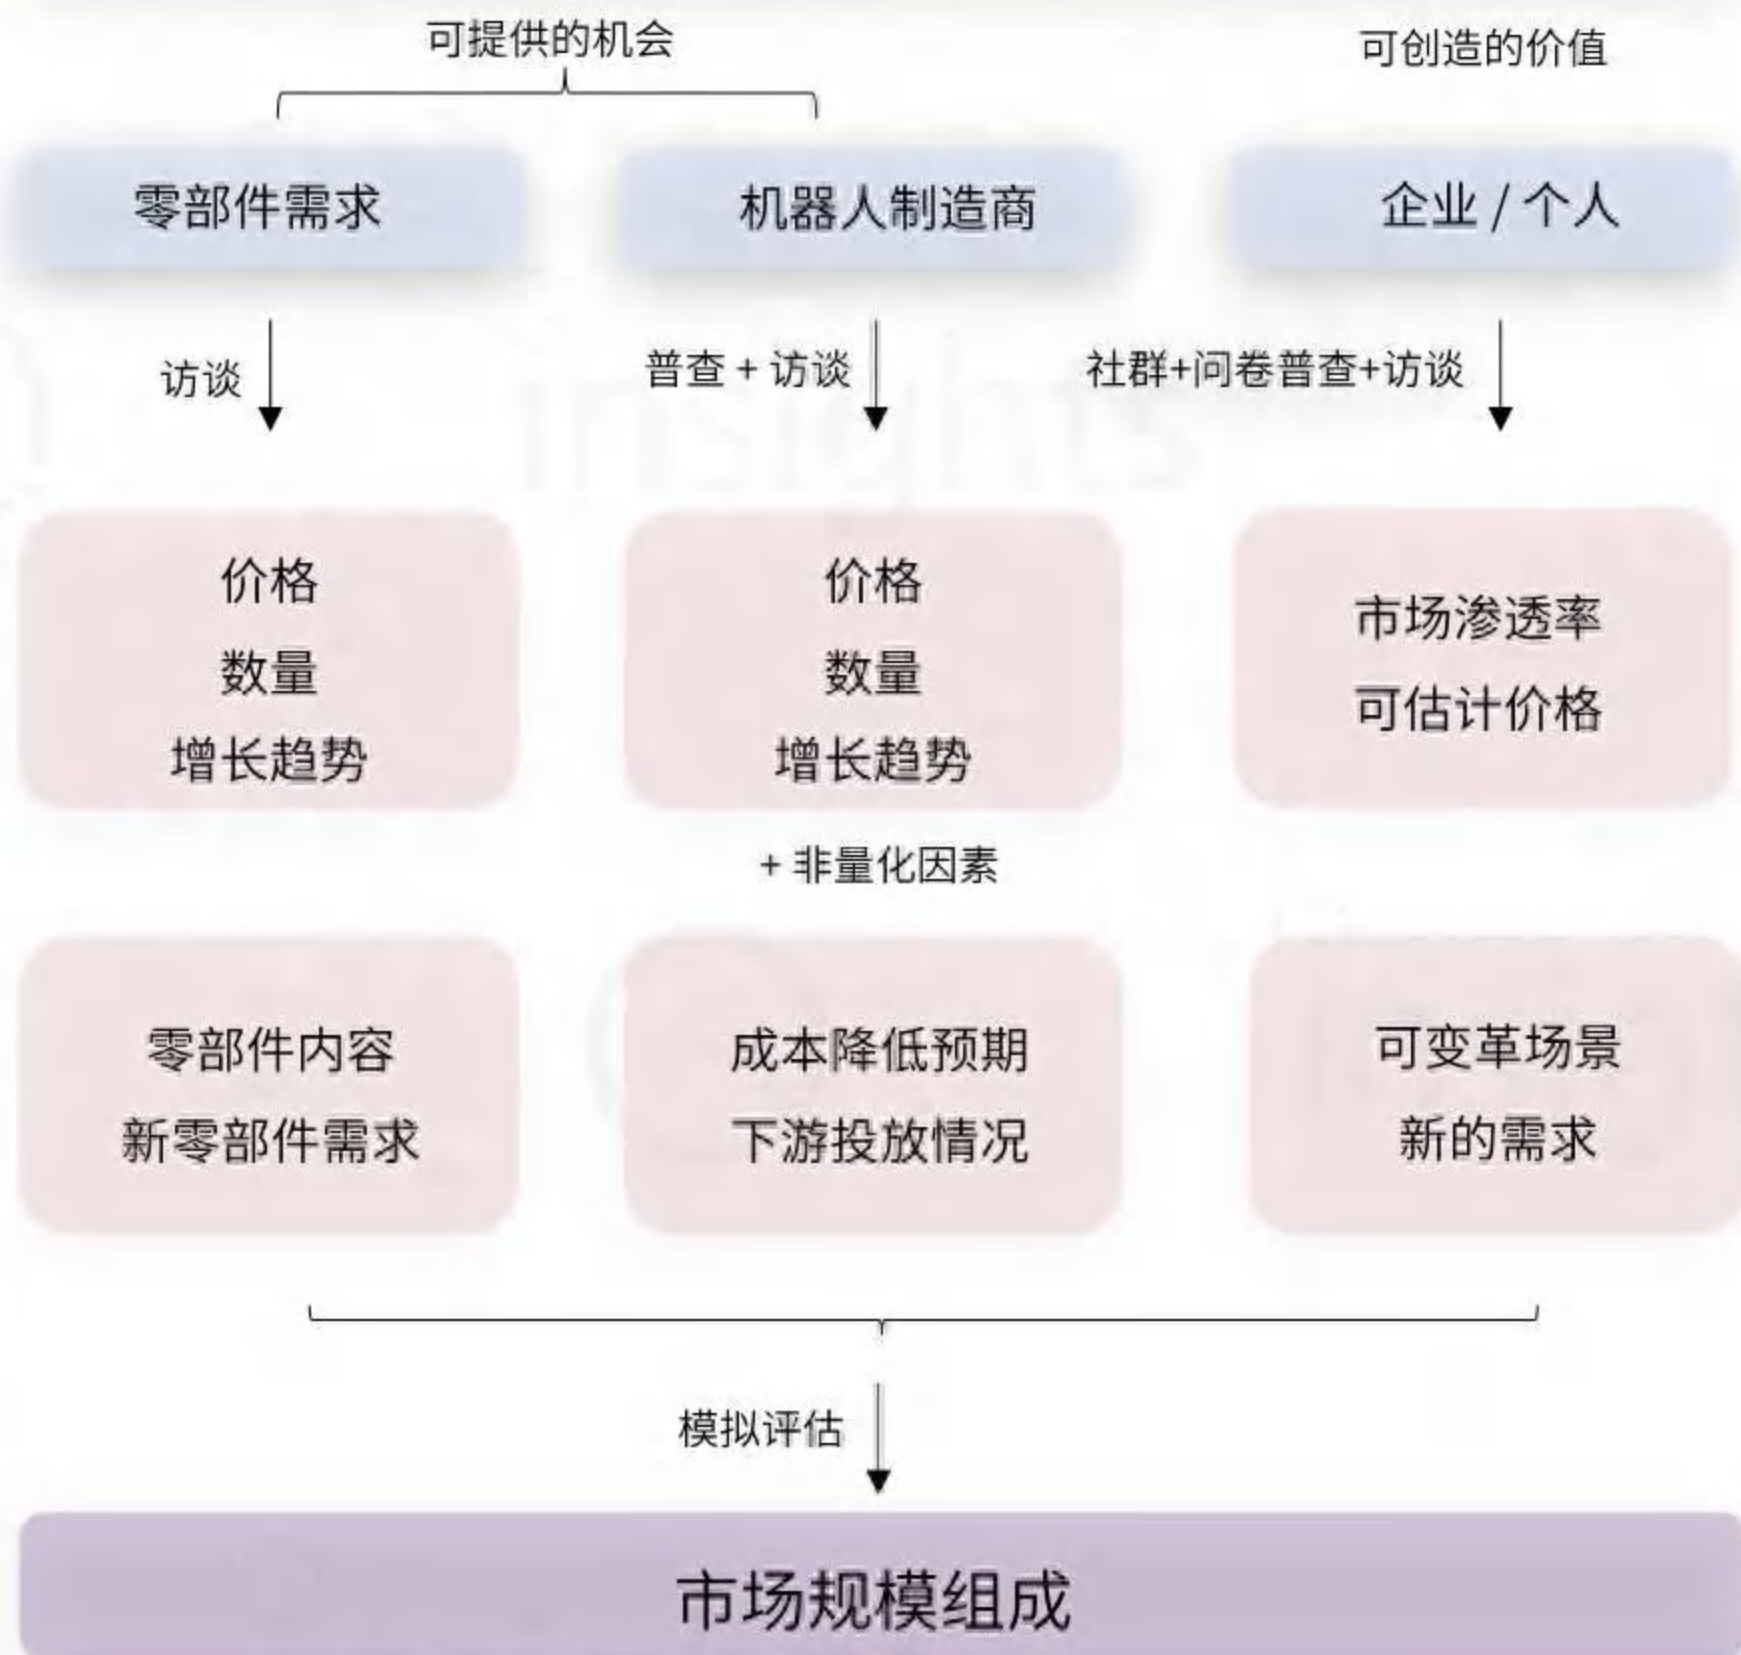 可提供的机会
可创造的价值
零部件需求
机器人制造商
企业 / 个人
访谈
普查 + 访谈
社群+问卷普查+访谈
insights
价格
数量
增长趋势
价格
数量
增长趋势
市场渗透率
可估计价格
+ 非量化因素
零部件内容
新零部件需求
成本降低预期
下游投放情况
可变革场景
新的需求
模拟评估
市场规模组成